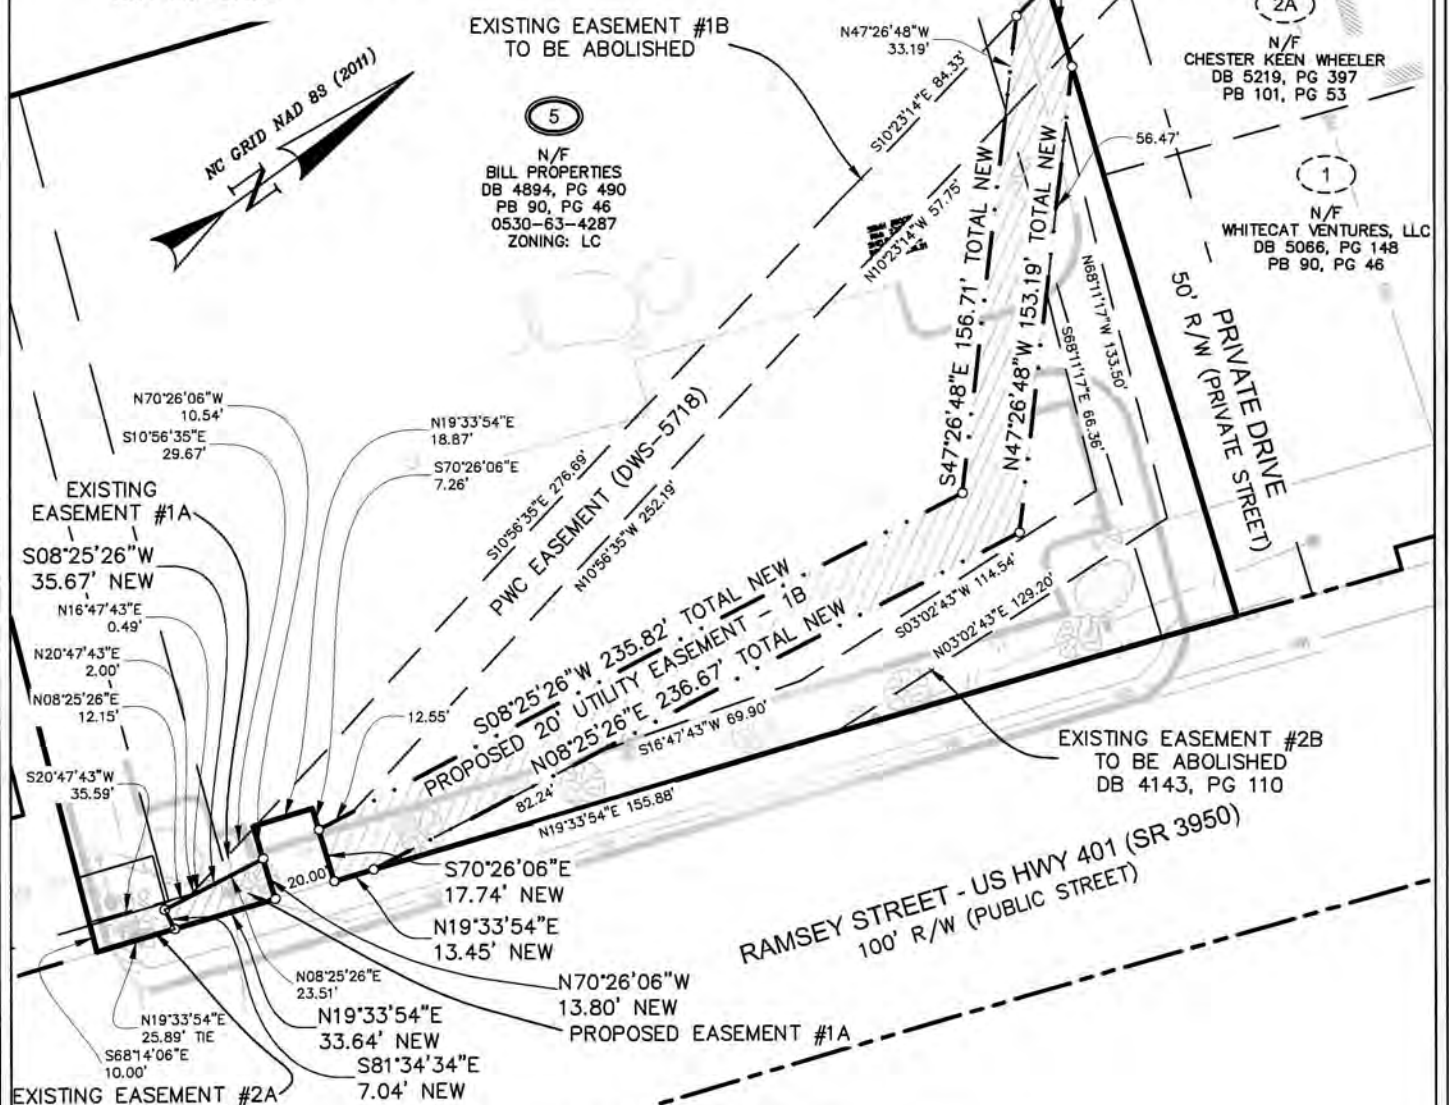 EXISTING EASEMENT #1B
TO BE ABOLISHED
N47°26'48"W
33.19'
2A
N/F
CHESTER KEEN WHEELER
DB 5219, PG 397
PB 101, PG 53
NC GRID NAD 83 (2011)
5
N/F
BILL PROPERTIES
DB 4894, PG 490
PB 90, PG 46
0530-63-4287
ZONING: LC
S10°23'14"E 84.33'
N10°23'14"W 57.75'
56.47'
1
N/F
WHITECAT VENTURES, LLC
DB 5066, PG 148
PB 90, PG 46
S47°26'48"E 156.71' TOTAL NEW
N47°26'48"W 153.19' TOTAL NEW
N68°11'17"W 133.50'
S68°11'17"E 66.36'
PRIVATE DRIVE
50' R/W (PRIVATE STREET)
N70°26'06"W
10.54'
S10°56'35"E
29.67'
N19°33'54"E
18.87'
S70°26'06"E
7.26'
S10°56'35"E 276.69'
PWC EASEMENT (DWS-5718)
N10°56'35"W 252.19'
EXISTING
EASEMENT #1A
S08°25'26"W
35.67' NEW
N16°47'43"E
0.49'
N20°47'43"E
2.00'
N08°25'26"E
12.15'
S20°47'43"W
35.59'
12.55'
S08°25'26"W 235.82' TOTAL NEW
PROPOSED 20' UTILITY EASEMENT - 1B
N08°25'26"E 236.67' TOTAL NEW
S03°02'43"W 114.54'
N03°02'43"E 129.20'
S16°47'43"W 69.90'
82.24'
N19°33'54"E 155.88'
EXISTING EASEMENT #2B
TO BE ABOLISHED
DB 4143, PG 110
20.00'
S70°26'06"E
17.74' NEW
N19°33'54"E
13.45' NEW
RAMSEY STREET - US HWY 401 (SR 3950)
100' R/W (PUBLIC STREET)
N70°26'06"W
13.80' NEW
PROPOSED EASEMENT #1A
N08°25'26"E
23.51'
N19°33'54"E
33.64' NEW
S81°34'34"E
7.04' NEW
N19°33'54"E
25.89' TIE
S68°14'06"E
10.00'
EXISTING EASEMENT #2A